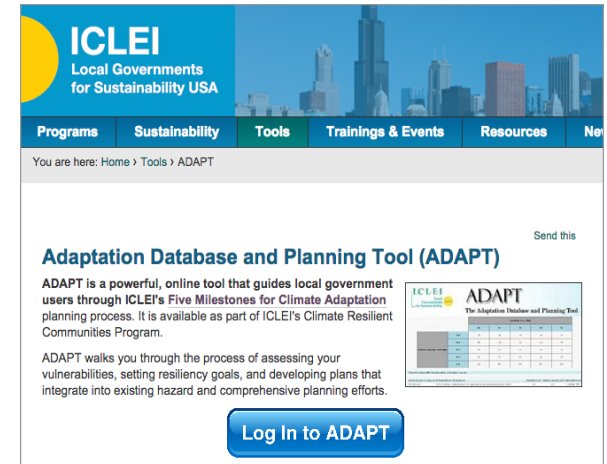 ICLEI
Local Governments
for Sustainability USA
Programs Sustainability Tools Trainings & Events Resources
You are here: Home › Tools › ADAPT
Send this
Adaptation Database and Planning Tool (ADAPT)
ADAPT is a powerful, online tool that guides local government
users through ICLEI's Five Milestones for Climate Adaptation
planning process. It is available as part of ICLEI's Climate Resilient
Communities Program.
ICLEI
ADAPT
The Adaptation Database and Planning Tool
ADAPT walks you through the process of assessing your
vulnerabilities, setting resiliency goals, and developing plans that
integrate into existing hazard and comprehensive planning efforts.
Log In to ADAPT